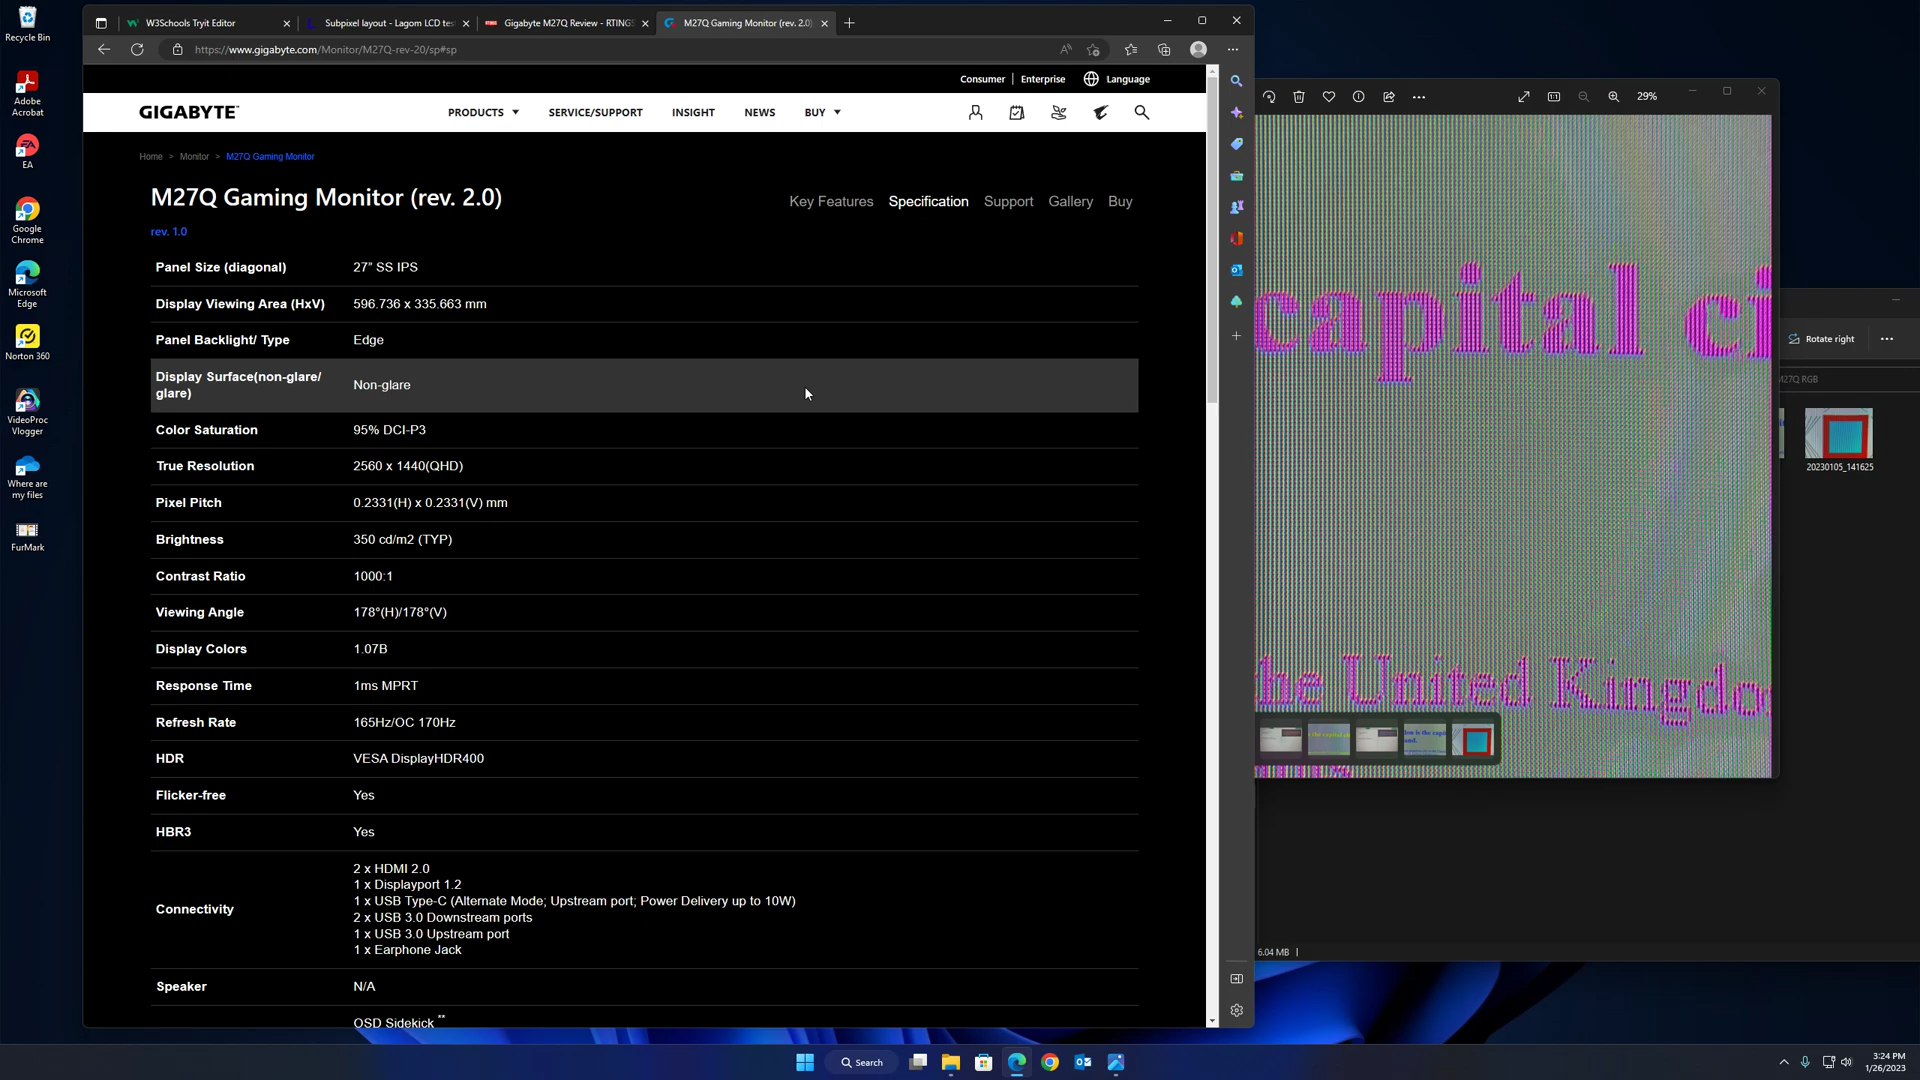 W3Schools Tryit Editor
Subpixel layout - Lagom LCD tes
Gigabyte M27Q Review - RTINGS
M27Q Gaming Monitor (rev. 2.0)
https://www.gigabyte.com/Monitor/M27Q-rev-20/sp#sp
Consumer | Enterprise
Language
GIGABYTE
PRODUCTS
SERVICE/SUPPORT
INSIGHT
NEWS
BUY
Home > Monitor > M27Q Gaming Monitor
M27Q Gaming Monitor (rev. 2.0)
Key Features
Specification
Support
Gallery
Buy
rev. 1.0
Panel Size (diagonal) 27" SS IPS
Display Viewing Area (HxV) 596.736 x 335.663 mm
Panel Backlight/ Type Edge
Display Surface(non-glare/
glare) Non-glare
Color Saturation 95% DCI-P3
True Resolution 2560 x 1440(QHD)
Pixel Pitch 0.2331(H) x 0.2331(V) mm
Brightness 350 cd/m2 (TYP)
Contrast Ratio 1000:1
Viewing Angle 178°(H)/178°(V)
Display Colors 1.07B
Response Time 1ms MPRT
Refresh Rate 165Hz/OC 170Hz
HDR VESA DisplayHDR400
Flicker-free Yes
HBR3 Yes
Connectivity
2 x HDMI 2.0
1 x Displayport 1.2
1 x USB Type-C (Alternate Mode; Upstream port; Power Delivery up to 10W)
2 x USB 3.0 Downstream ports
1 x USB 3.0 Upstream port
1 x Earphone Jack
Speaker N/A
OSD Sidekick **
Recycle Bin
Adobe
Acrobat
EA
Google
Chrome
Microsoft
Edge
Norton 360
VideoProc
Vlogger
Where are
my files
FurMark
29%
capital ci
he United Kingdo
Rotate right
M27Q RGB
20230105_141625
6.04 MB
Search
3:24 PM
1/26/2023